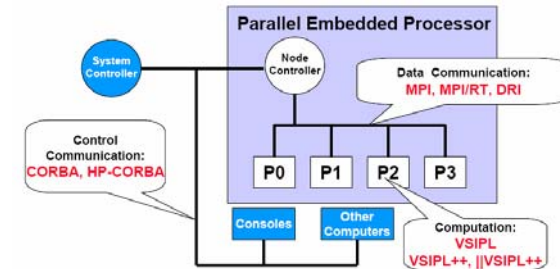 Parallel Embedded Processor
System
Controller
Node
Controller
Data Communication:
MPI, MPI/RT, DRI
Control
Communication:
CORBA, HP-CORBA
P0
P1
P2
P3
Consoles
Other
Computers
Computation:
VSIPL
VSIPL++, ||VSIPL++